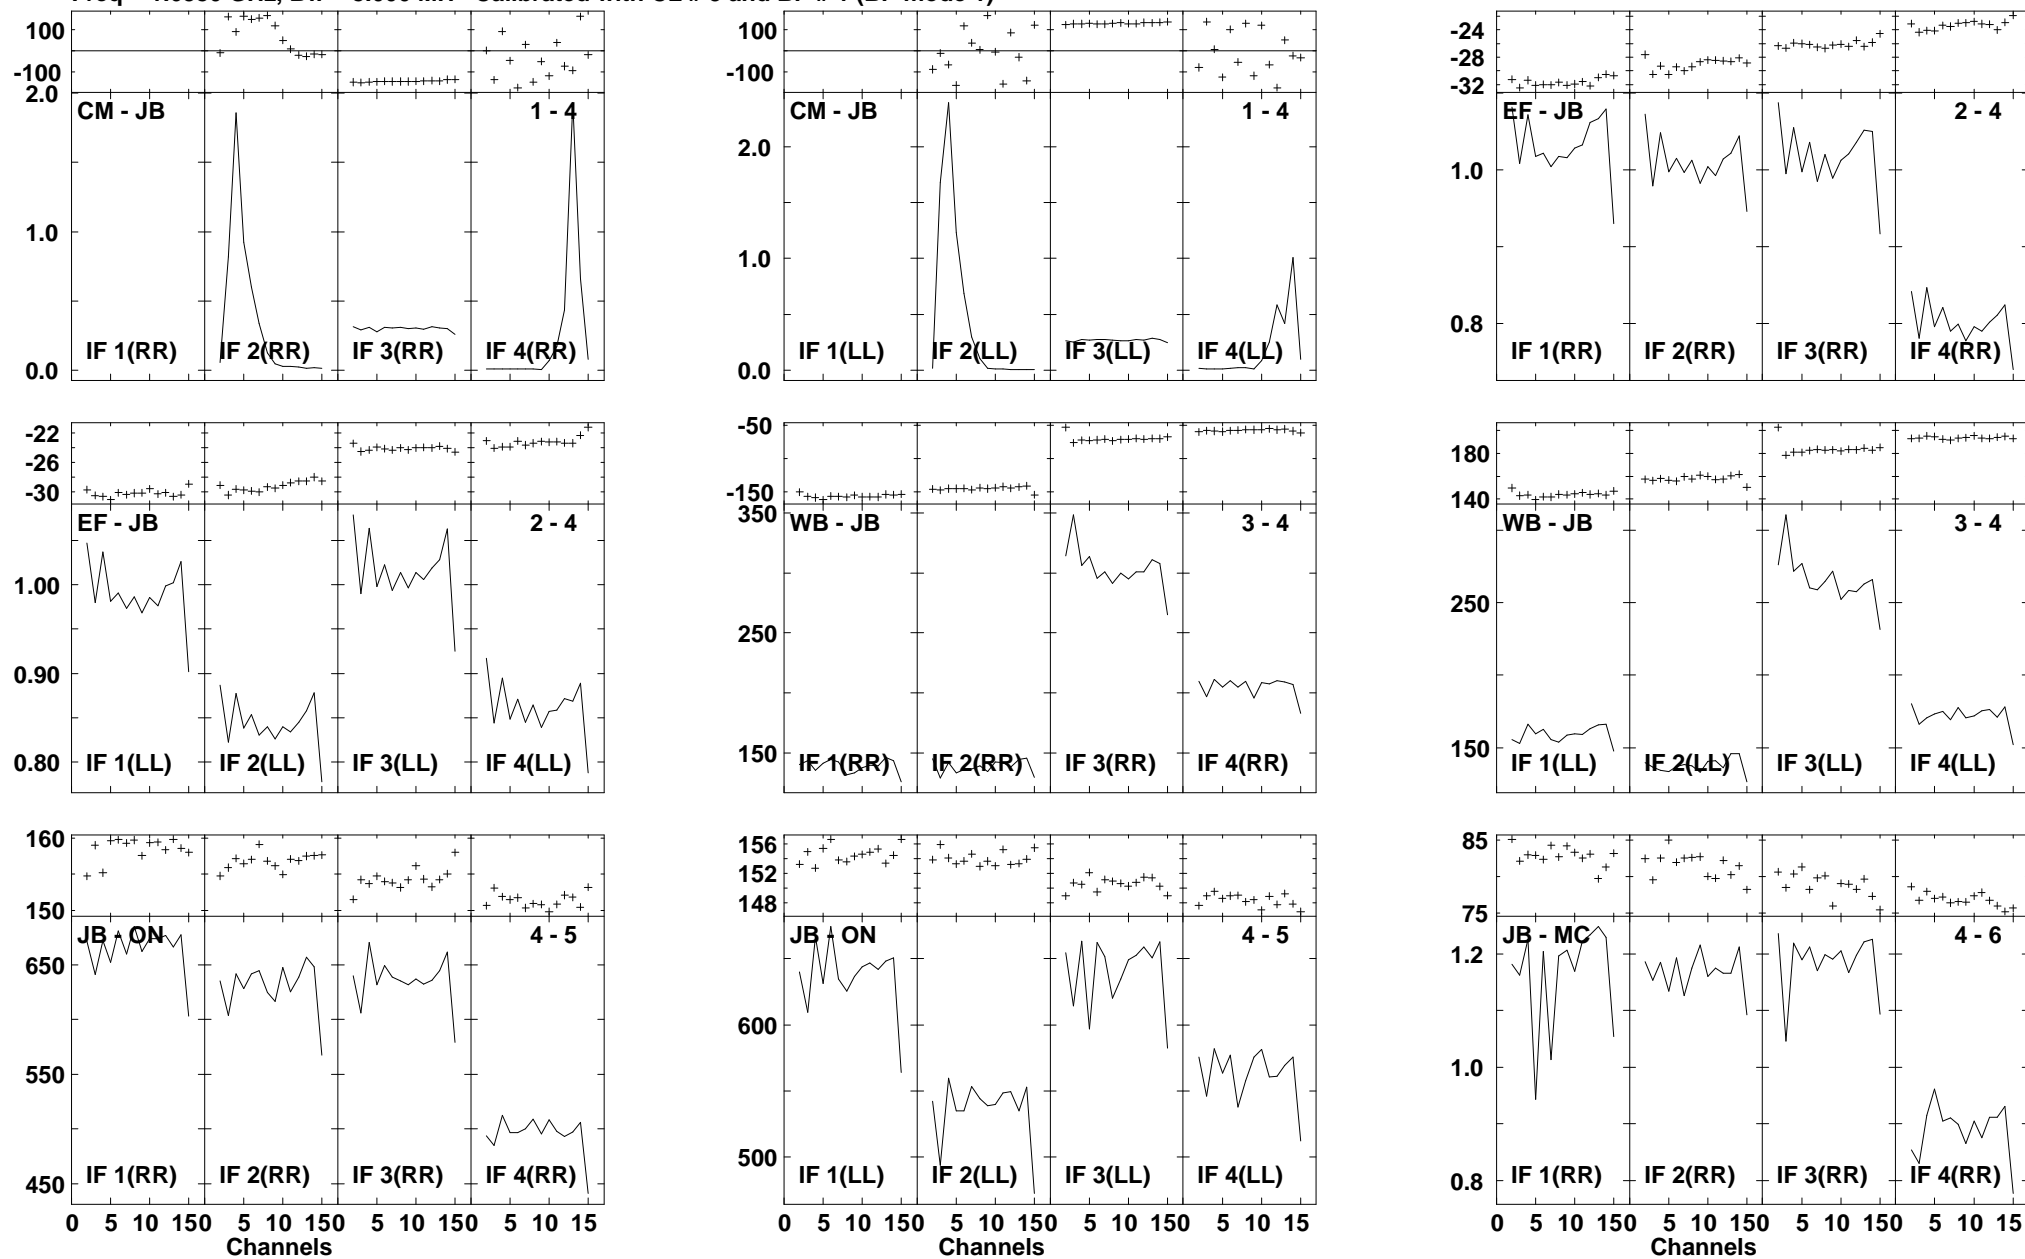 100
-100
2.0
CM - JB
1 - 4
1.0
IF 1(RR)
IF 2(RR)
IF 3(RR)
IF 4(RR)
0.0
100
-100
CM - JB
1 - 4
2.0
1.0
IF 1(LL)
IF 2(LL)
IF 3(LL)
IF 4(LL)
0.0
-24
-28
-32
EF - JB
2 - 4
1.0
0.8
IF 1(RR)
IF 2(RR)
IF 3(RR)
IF 4(RR)
-22
-26
-30
EF - JB
2 - 4
1.00
0.90
0.80
IF 1(LL)
IF 2(LL)
IF 3(LL)
IF 4(LL)
-50
-150
350
WB - JB
3 - 4
250
150
IF 1(RR)
IF 2(RR)
IF 3(RR)
IF 4(RR)
180
140
WB - JB
3 - 4
250
150
IF 1(LL)
IF 2(LL)
IF 3(LL)
IF 4(LL)
160
150
JB - ON
4 - 5
650
550
450
IF 1(RR)
IF 2(RR)
IF 3(RR)
IF 4(RR)
0 5 10 150 5 10 150 5 10 150 5 10 15
Channels
156
152
148
JB - ON
4 - 5
600
500
IF 1(LL)
IF 2(LL)
IF 3(LL)
IF 4(LL)
0 5 10 150 5 10 150 5 10 150 5 10 15
Channels
85
75
JB - MC
4 - 6
1.2
1.0
0.8
IF 1(RR)
IF 2(RR)
IF 3(RR)
IF 4(RR)
0 5 10 150 5 10 150 5 10 150 5 10 15
Channels